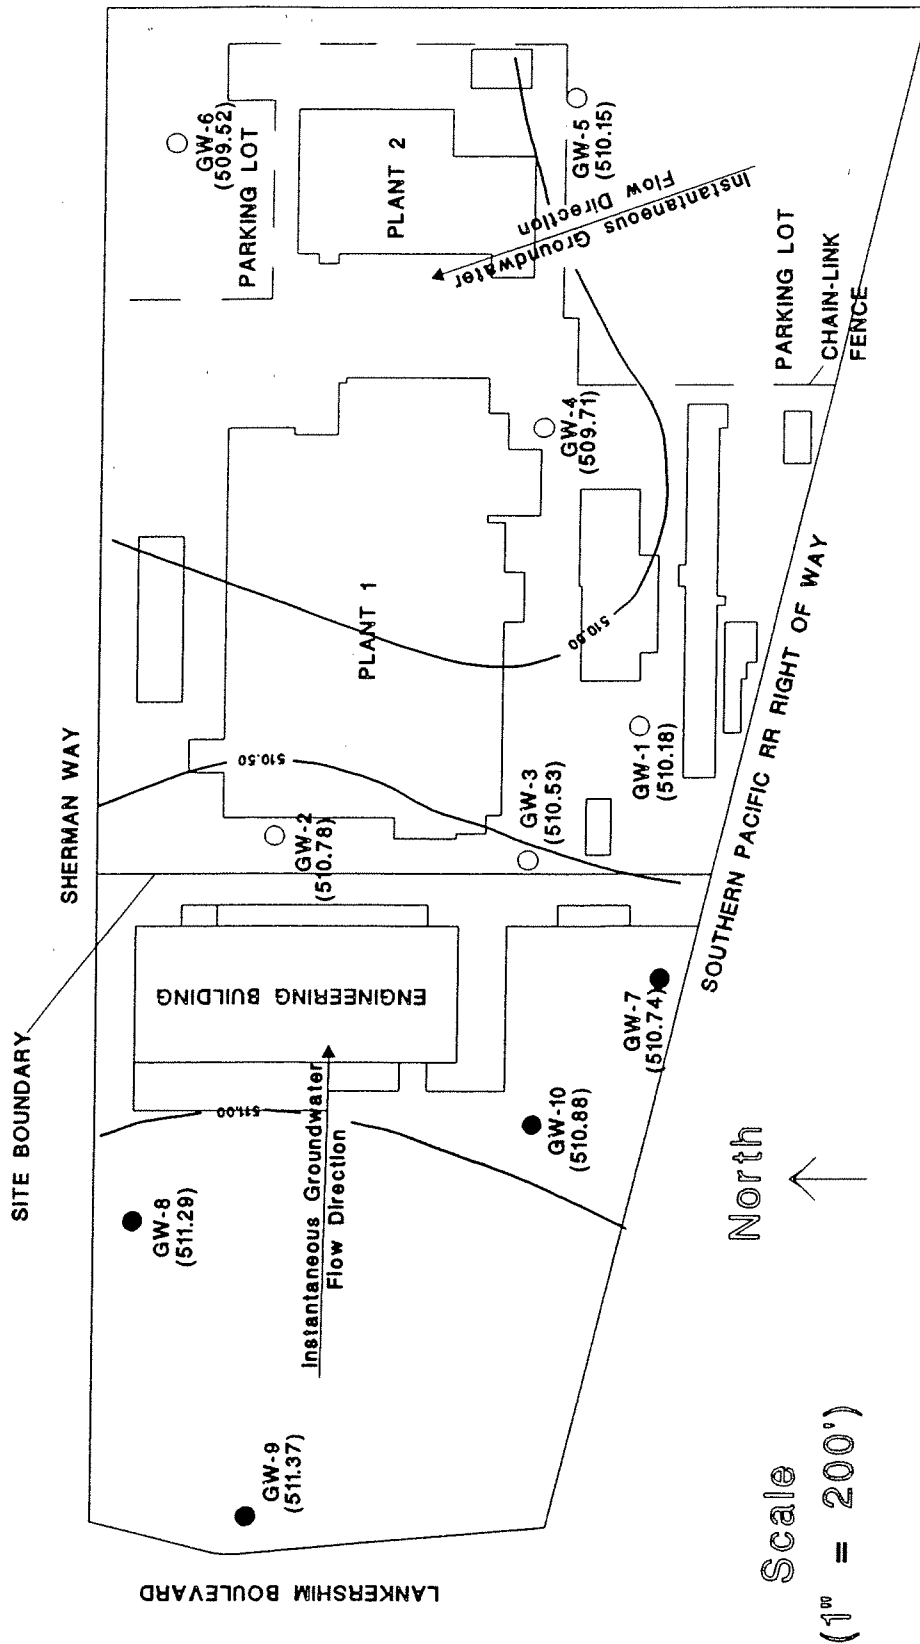 SHERMAN WAY
SITE BOUNDARY
LANKERSHIM BOULEVARD
GW-9
(511.37)
GW-8
(511.29)
511.00
Instantaneous Groundwater
Flow Direction
ENGINEERING BUILDING
GW-10
(510.88)
GW-7
(510.74)
GW-2
(510.78)
510.50
GW-3
(510.53)
GW-1
(510.18)
PLANT 1
GW-4
(509.71)
PLANT 2
PARKING LOT
GW-6
(509.52)
GW-5
(510.15)
Instantaneous Groundwater
Flow Direction
PARKING LOT
CHAIN-LINK
FENCE
SOUTHERN PACIFIC RR RIGHT OF WAY
North
Scale
(1" = 200')